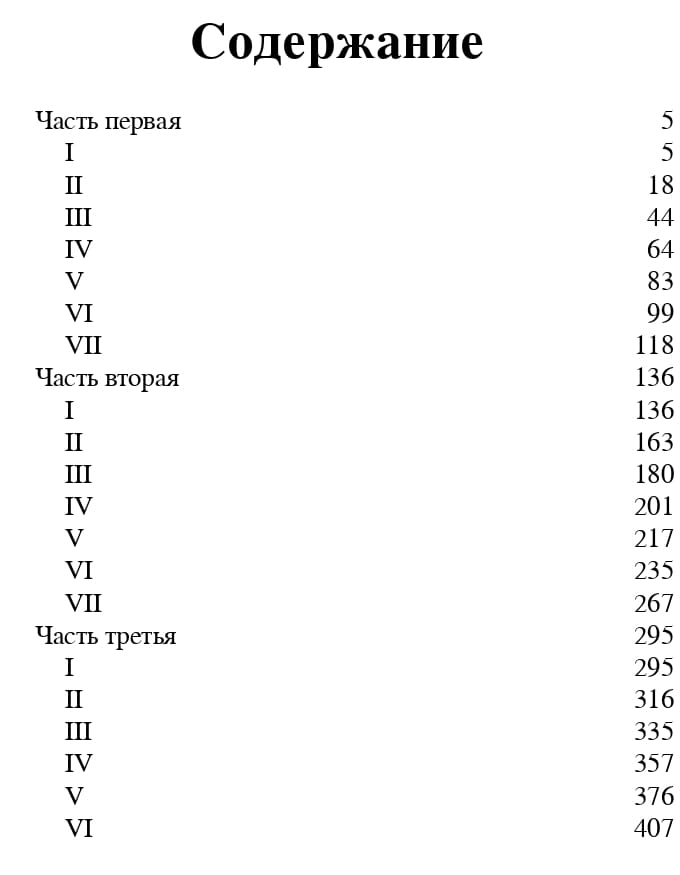 Содержание
Часть первая 5
I 5
II 18
III 44
IV 64
V 83
VI 99
VII 118
Часть вторая 136
I 136
II 163
III 180
IV 201
V 217
VI 235
VII 267
Часть третья 295
I 295
II 316
III 335
IV 357
V 376
VI 407